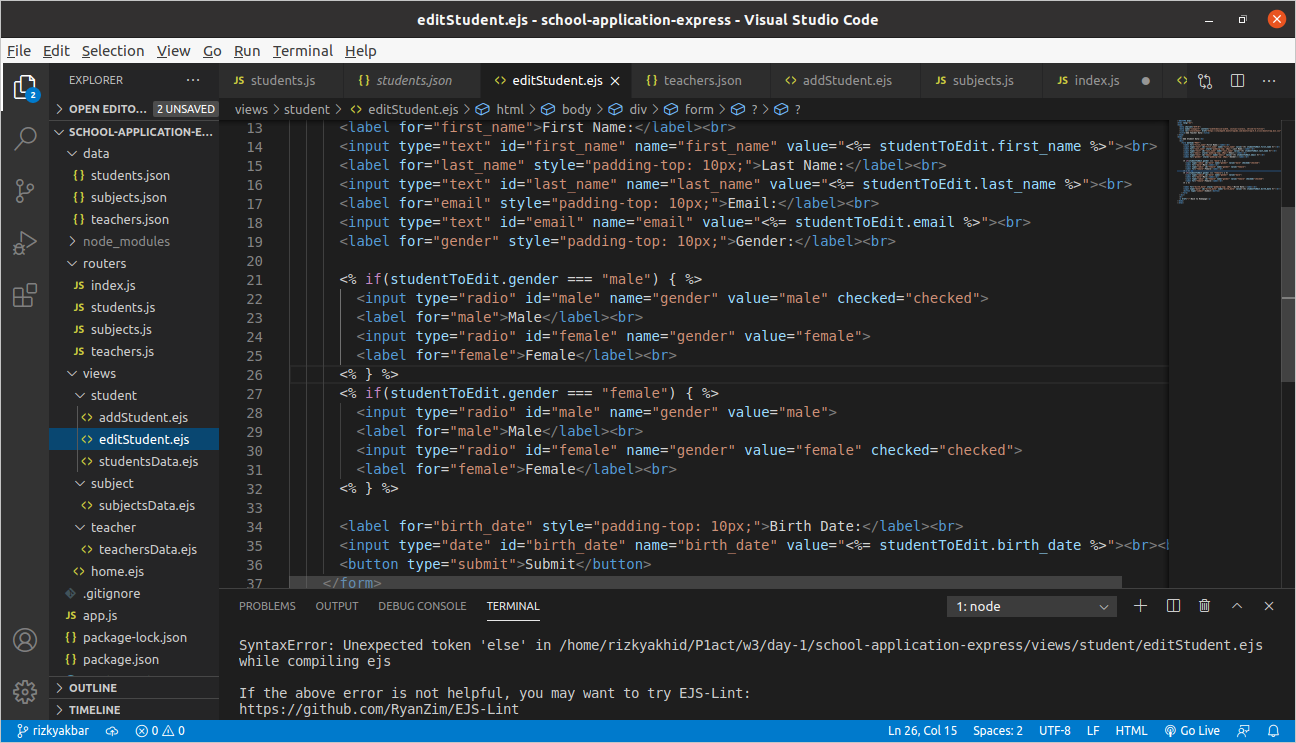 editStudent.ejs - school-application-express - Visual Studio Code
File Edit Selection View Go Run Terminal Help
EXPLORER ···
JS students.js {} students.json <> editStudent.ejs × {} teachers.json <> addStudent.ejs JS subjects.js JS index.js ● <> ···
> OPEN EDITO... 2 UNSAVED
SCHOOL-APPLICATION-E...
data
{} students.json
{} subjects.json
{} teachers.json
> node_modules
routers
JS index.js
JS students.js
JS subjects.js
JS teachers.js
views
student
<> addStudent.ejs
<> editStudent.ejs
<> studentsData.ejs
subject
<> subjectsData.ejs
teacher
<> teachersData.ejs
<> home.ejs
.gitignore
JS app.js
{} package-lock.json
{} package.json
> OUTLINE
> TIMELINE
2
views > student > <> editStudent.ejs > html > body > div > form > ? > ?
13 <label for="first_name">First Name:</label><br>
14 <input type="text" id="first_name" name="first_name" value="<%= studentToEdit.first_name %>"><br>
15 <label for="last_name" style="padding-top: 10px;">Last Name:</label><br>
16 <input type="text" id="last_name" name="last_name" value="<%= studentToEdit.last_name %>"><br>
17 <label for="email" style="padding-top: 10px;">Email:</label><br>
18 <input type="text" id="email" name="email" value="<%= studentToEdit.email %>"><br>
19 <label for="gender" style="padding-top: 10px;">Gender:</label><br>
20
21 <% if(studentToEdit.gender === "male") { %>
22 <input type="radio" id="male" name="gender" value="male" checked="checked">
23 <label for="male">Male</label><br>
24 <input type="radio" id="female" name="gender" value="female">
25 <label for="female">Female</label><br>
26 <% } %>
27 <% if(studentToEdit.gender === "female") { %>
28 <input type="radio" id="male" name="gender" value="male">
29 <label for="male">Male</label><br>
30 <input type="radio" id="female" name="gender" value="female" checked="checked">
31 <label for="female">Female</label><br>
32 <% } %>
33
34 <label for="birth_date" style="padding-top: 10px;">Birth Date:</label><br>
35 <input type="date" id="birth_date" name="birth_date" value="<%= studentToEdit.birth_date %>"><br><b
36 <button type="submit">Submit</button>
37 </form>
PROBLEMS OUTPUT DEBUG CONSOLE TERMINAL 1: node
SyntaxError: Unexpected token 'else' in /home/rizkyakhid/P1act/w3/day-1/school-application-express/views/student/editStudent.ejs
while compiling ejs
If the above error is not helpful, you may want to try EJS-Lint:
https://github.com/RyanZim/EJS-Lint
rizkyakbar 0 0 Ln 26, Col 15 Spaces: 2 UTF-8 LF HTML Go Live